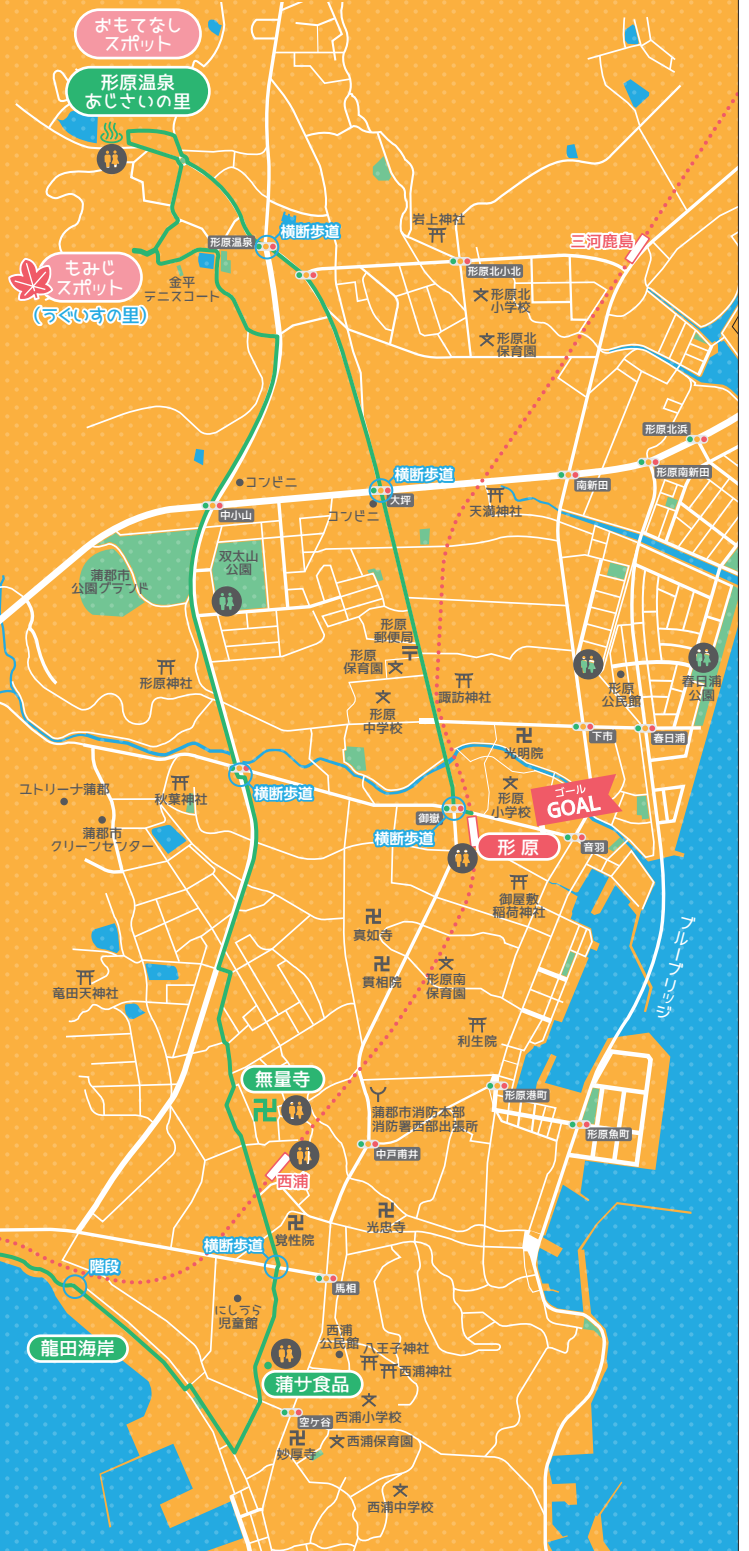 おもてなし
スポット
形原温泉
あじさいの里
形原温泉
横断歩道
岩上神社
三河鹿島
もみじ
スポット
(うぐいすの里)
金平
テニスコート
形原北小北
形原北
小学校
形原北
保育園
形原北浜
形原南新田
南新田
横断歩道
大坪
コンビニ
コンビニ
天満神社
中小山
双太山
公園
蒲郡市
公園グランド
形原
郵便局
形原
保育園
形原神社
諏訪神社
形原
中学校
形原
公民館
春日浦
公園
下市
春日浦
光明院
ユトリーナ蒲郡
秋葉神社
横断歩道
蒲郡市
クリーンセンター
形原
小学校
ゴール
GOAL
御嶽
横断歩道
形原
音羽
御屋敷
稲荷神社
真如寺
貫相院
形原南
保育園
ブルーブリッジ
竜田天神社
利生院
無量寺
形原港町
蒲郡市消防本部
消防署西部出張所
形原魚町
中戸甫井
西浦
光忠寺
覚性院
横断歩道
階段
馬相
にしうら
児童館
龍田海岸
西浦
公民館
八王子神社
西浦神社
蒲サ食品
西浦小学校
空ケ谷
西浦保育園
妙厚寺
西浦中学校